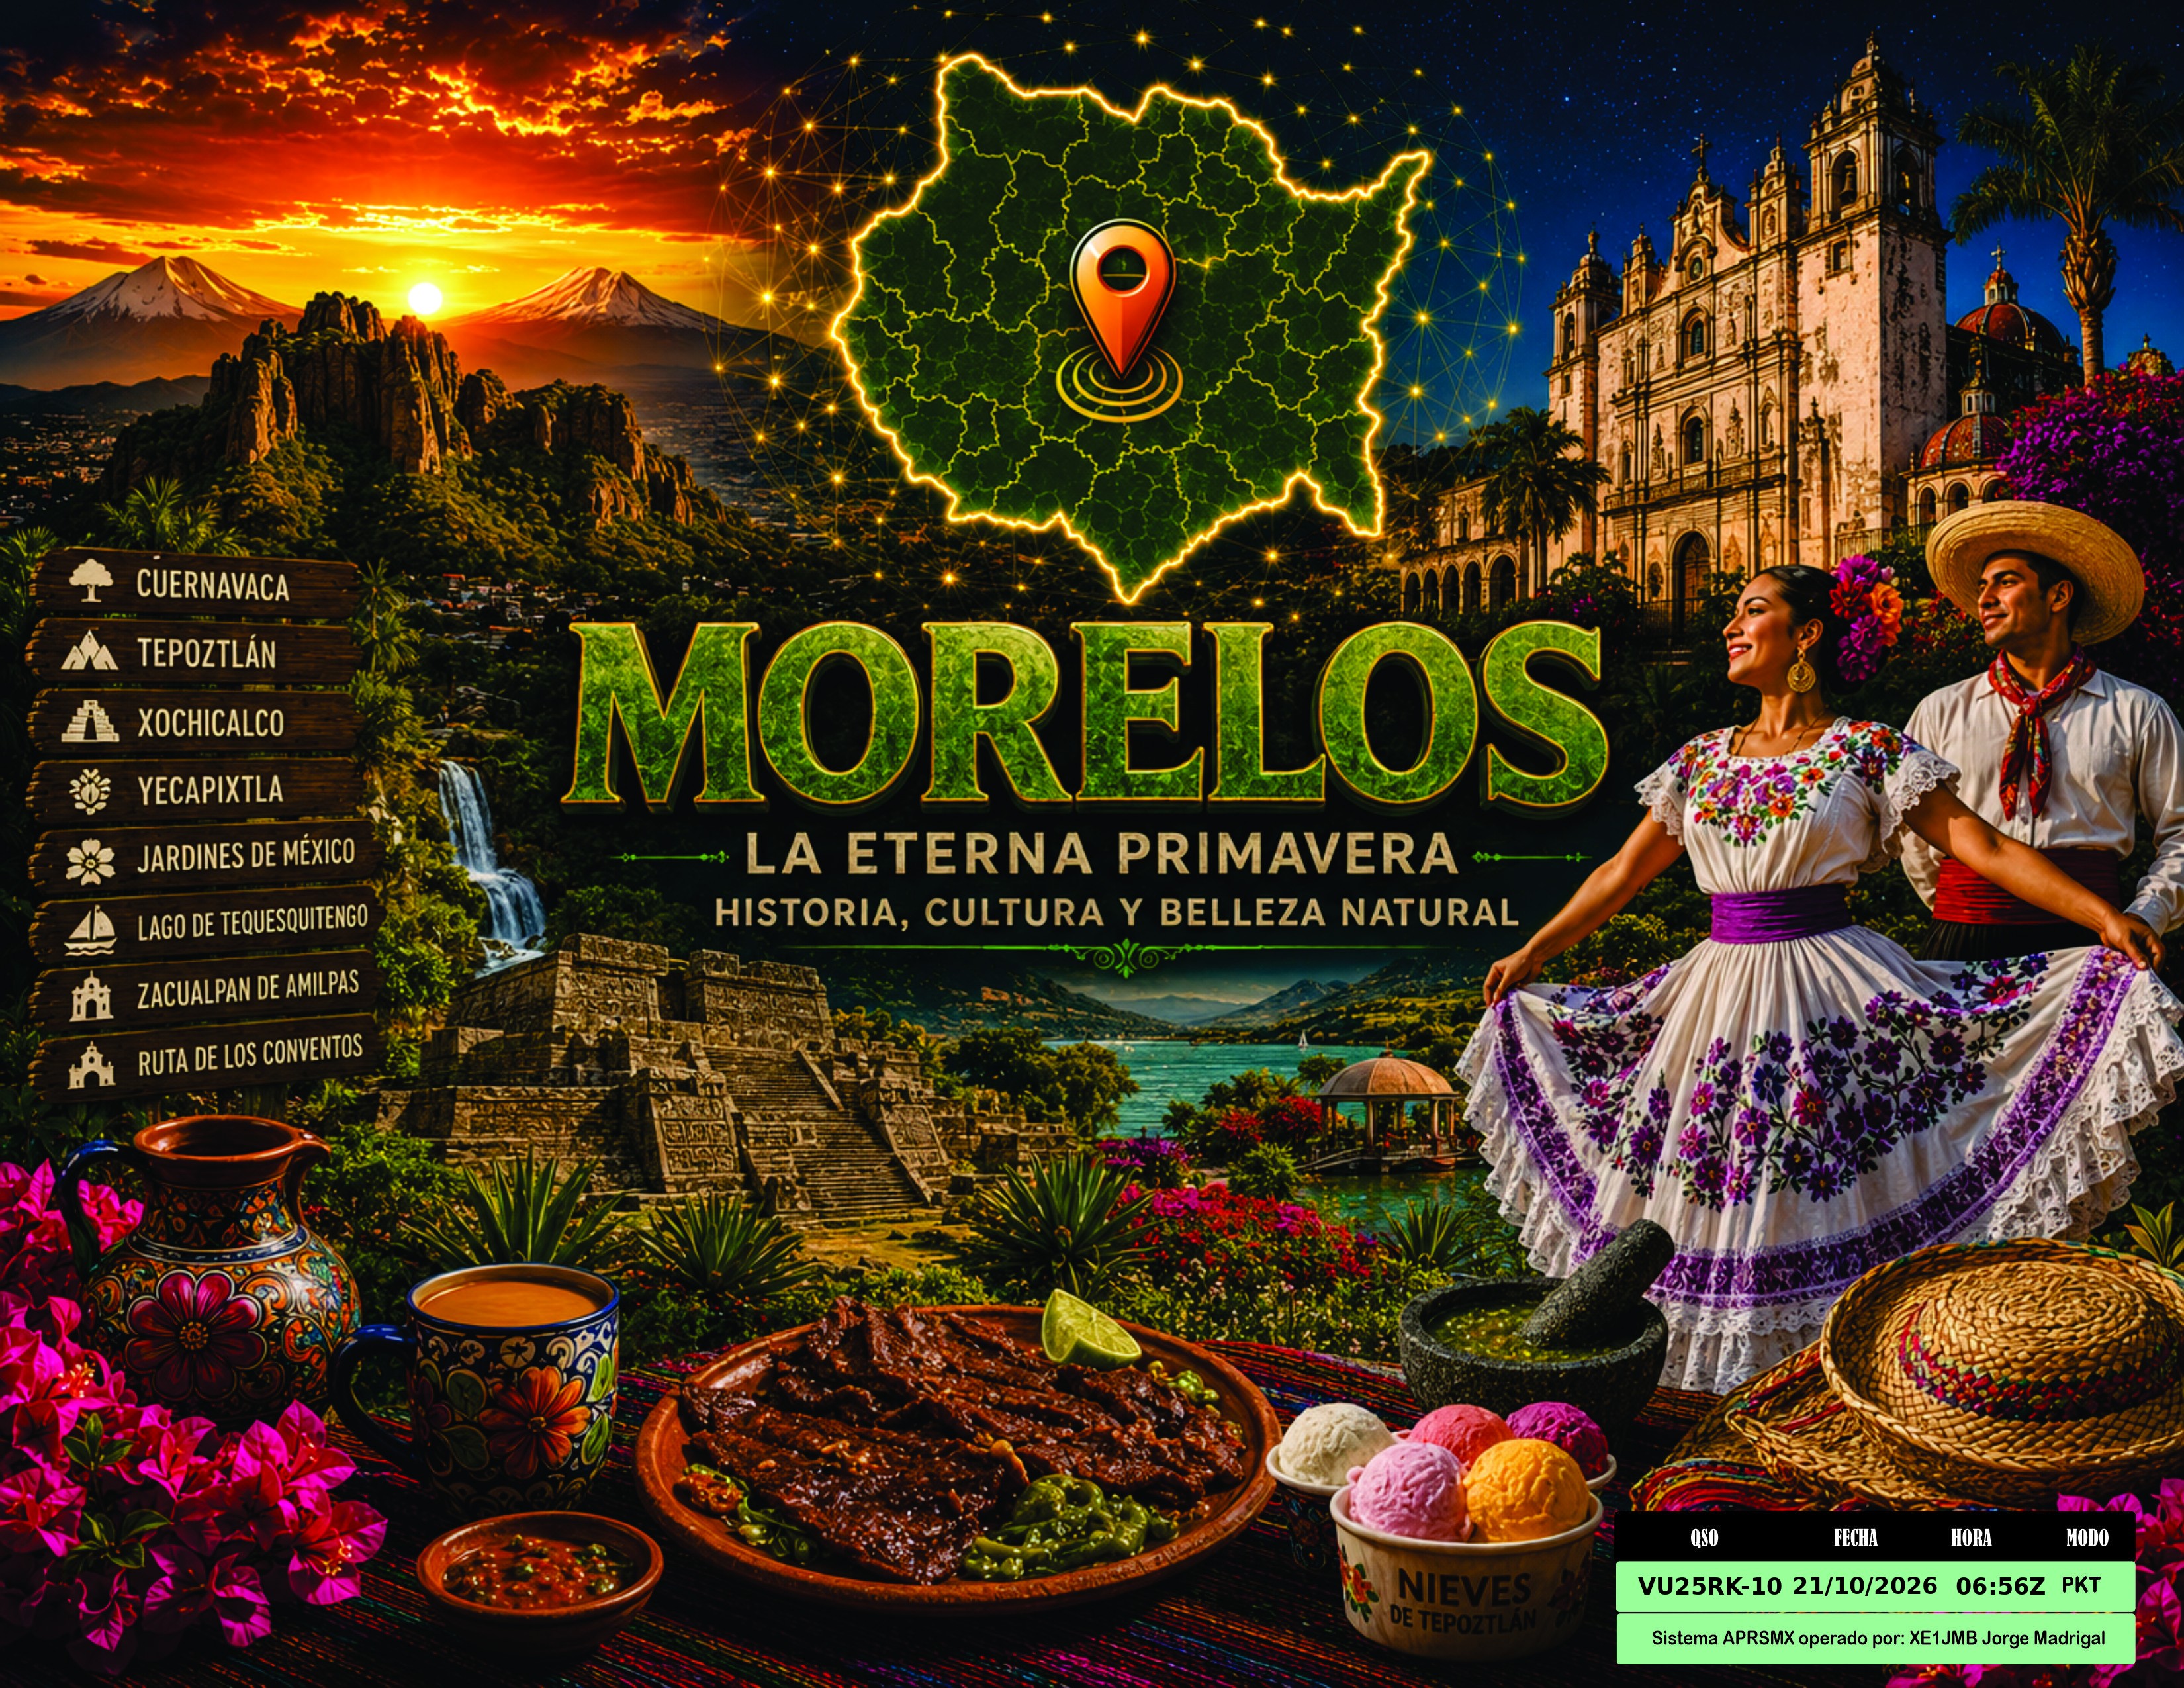 CUERNAVACA
TEPOZTLÁN
XOCHICALCO
YECAPIXTLA
JARDINES DE MÉXICO
LAGO DE TEQUESQUITENGO
ZACUALPAN DE AMILPAS
RUTA DE LOS CONVENTOS
MORELOS
LA ETERNA PRIMAVERA
HISTORIA, CULTURA Y BELLEZA NATURAL
NIEVES
DE TEPOZTLÁN
QSO FECHA HORA MODO
VU25RK-10 21/10/2026 06:56Z PKT
Sistema APRSMX operado por: XE1JMB Jorge Madrigal